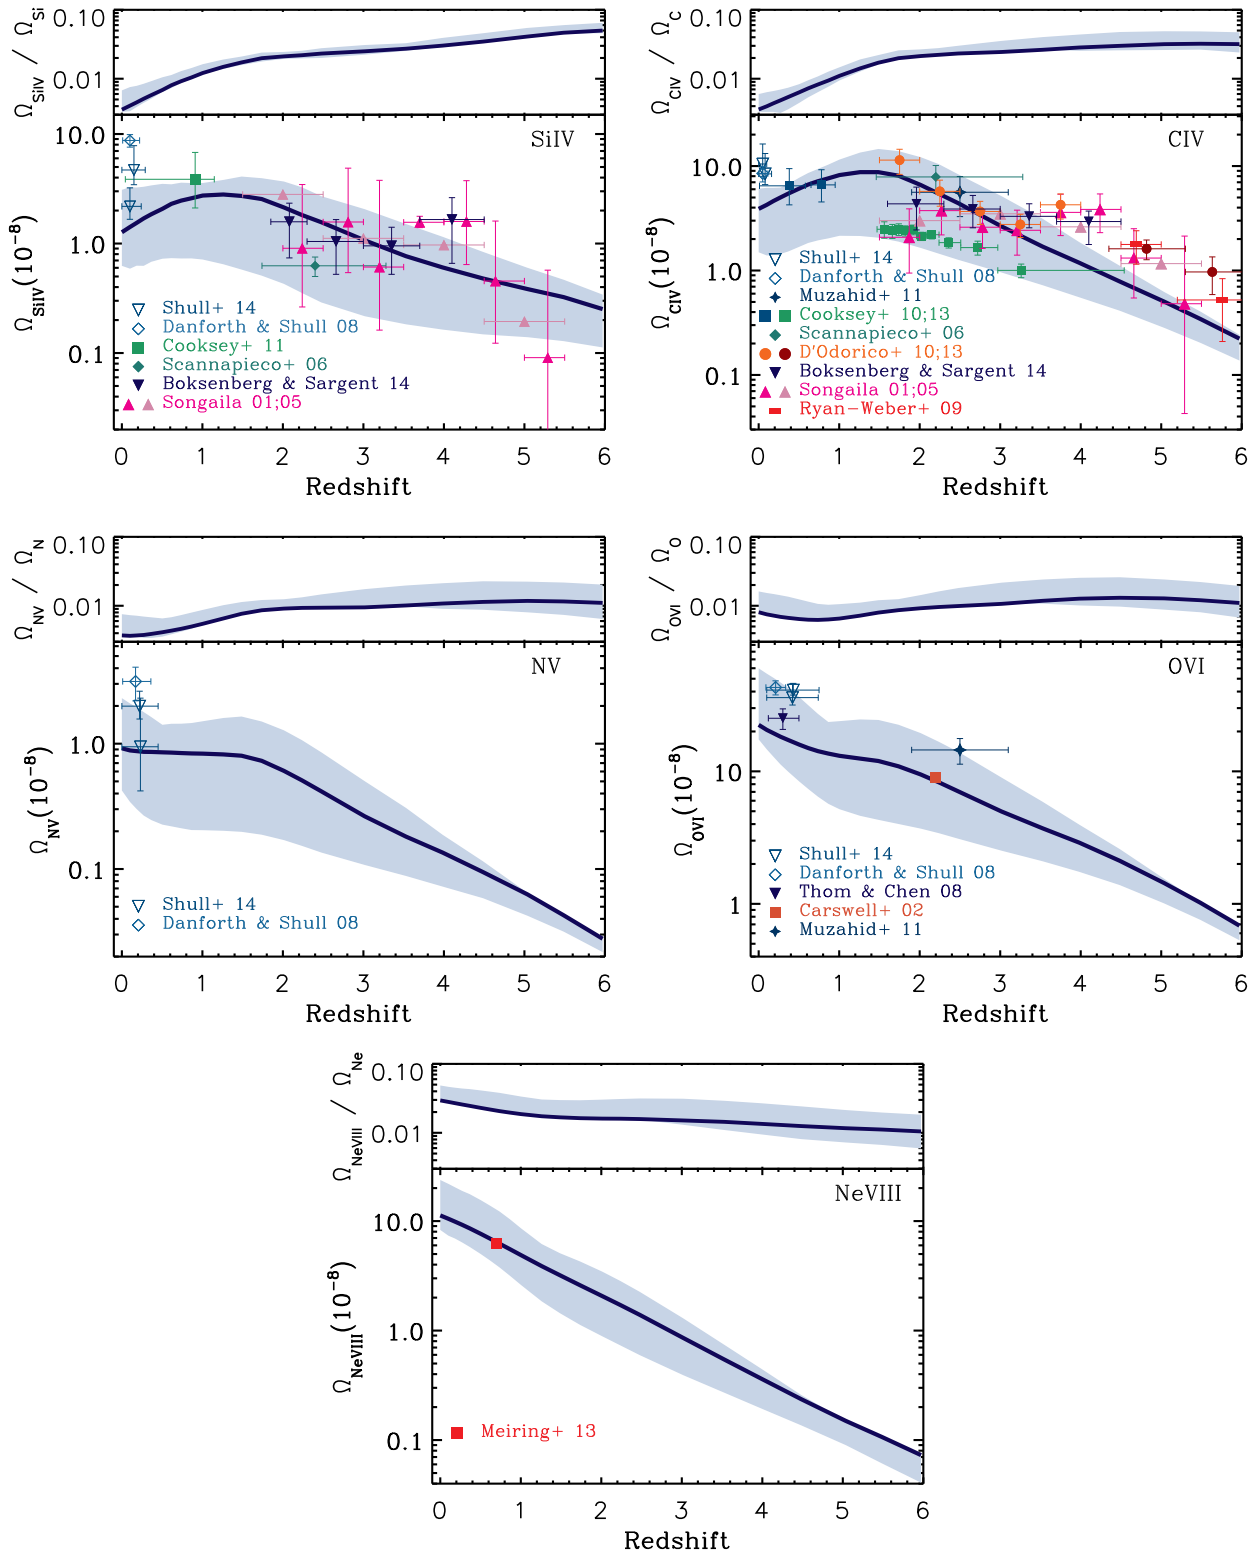 Ω_SiIV / Ω_Si
0.10
0.01
SiIV
Ω_SiIV(10⁻⁸)
10.0
1.0
0.1
Shull+ 14
Danforth & Shull 08
Cooksey+ 11
Scannapieco+ 06
Boksenberg & Sargent 14
Songaila 01;05
0 1 2 3 4 5 6
Redshift
Ω_CIV / Ω_C
0.10
0.01
CIV
Ω_CIV(10⁻⁸)
10.0
1.0
0.1
Shull+ 14
Danforth & Shull 08
Muzahid+ 11
Cooksey+ 10;13
Scannapieco+ 06
D'Odorico+ 10;13
Boksenberg & Sargent 14
Songaila 01;05
Ryan-Weber+ 09
0 1 2 3 4 5 6
Redshift
Ω_NV / Ω_N
0.10
0.01
NV
Ω_NV(10⁻⁸)
1.0
0.1
Shull+ 14
Danforth & Shull 08
0 1 2 3 4 5 6
Redshift
Ω_OVI / Ω_O
0.10
0.01
OVI
Ω_OVI(10⁻⁸)
10
1
Shull+ 14
Danforth & Shull 08
Thom & Chen 08
Carswell+ 02
Muzahid+ 11
0 1 2 3 4 5 6
Redshift
Ω_NeVIII / Ω_Ne
0.10
0.01
NeVIII
Ω_NeVIII(10⁻⁸)
10.0
1.0
0.1
Meiring+ 13
0 1 2 3 4 5 6
Redshift